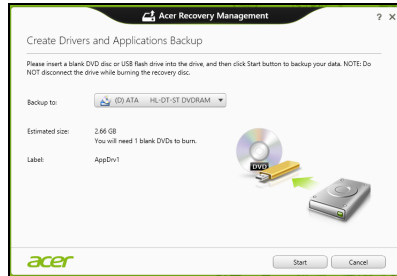 Acer Recovery Management
? X
Create Drivers and Applications Backup
Please insert a blank DVD disc or USB flash drive into the drive, and then click Start button to backup your data. NOTE: Do
NOT disconnect the drive while burning the recovery disc.
Backup to: (D) ATA HL-DT-ST DVDRAM
Estimated size: 2.66 GB
You will need 1 blank DVDs to burn.
Label: AppDrv1
DVD
acer Start Cancel